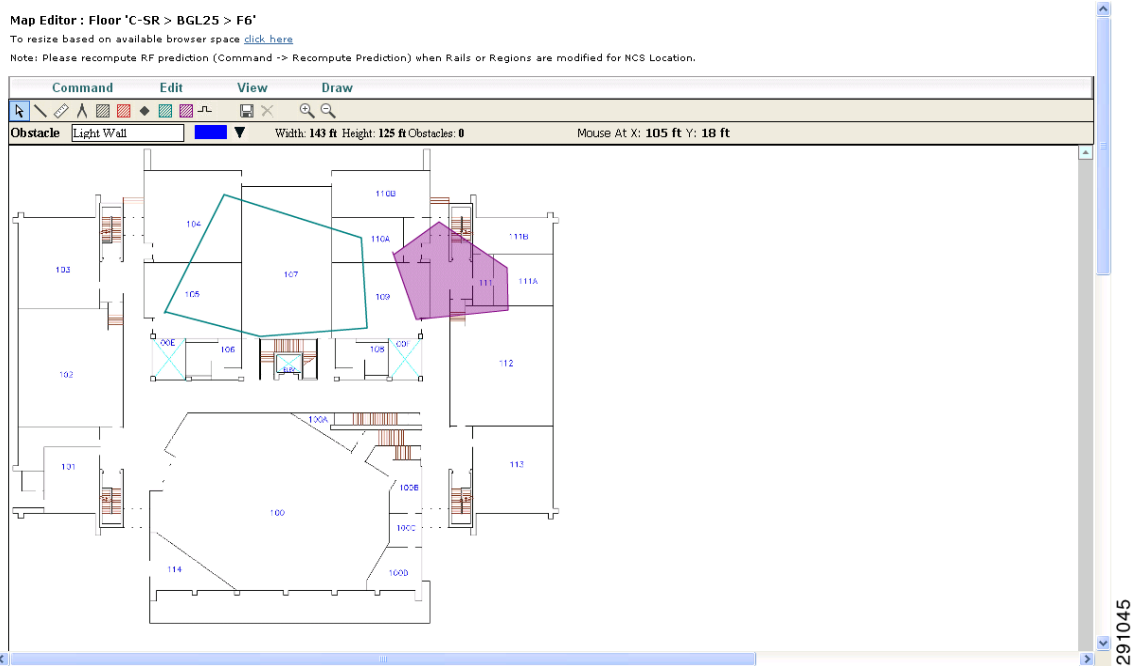 Map Editor : Floor 'C-SR > BGL25 > F6'
To resize based on available browser space click here
Note: Please recompute RF prediction (Command -> Recompute Prediction) when Rails or Regions are modified for NCS Location.
Command Edit View Draw
Obstacle Light Wall Width: 143 ft Height: 125 ft Obstacles: 0 Mouse At X: 105 ft Y: 18 ft
110B
104
110A
111B
103
107
105
109
111
111A
00E
106
108
00F
102
112
100A
101
113
100B
100
100C
114
100D
291045